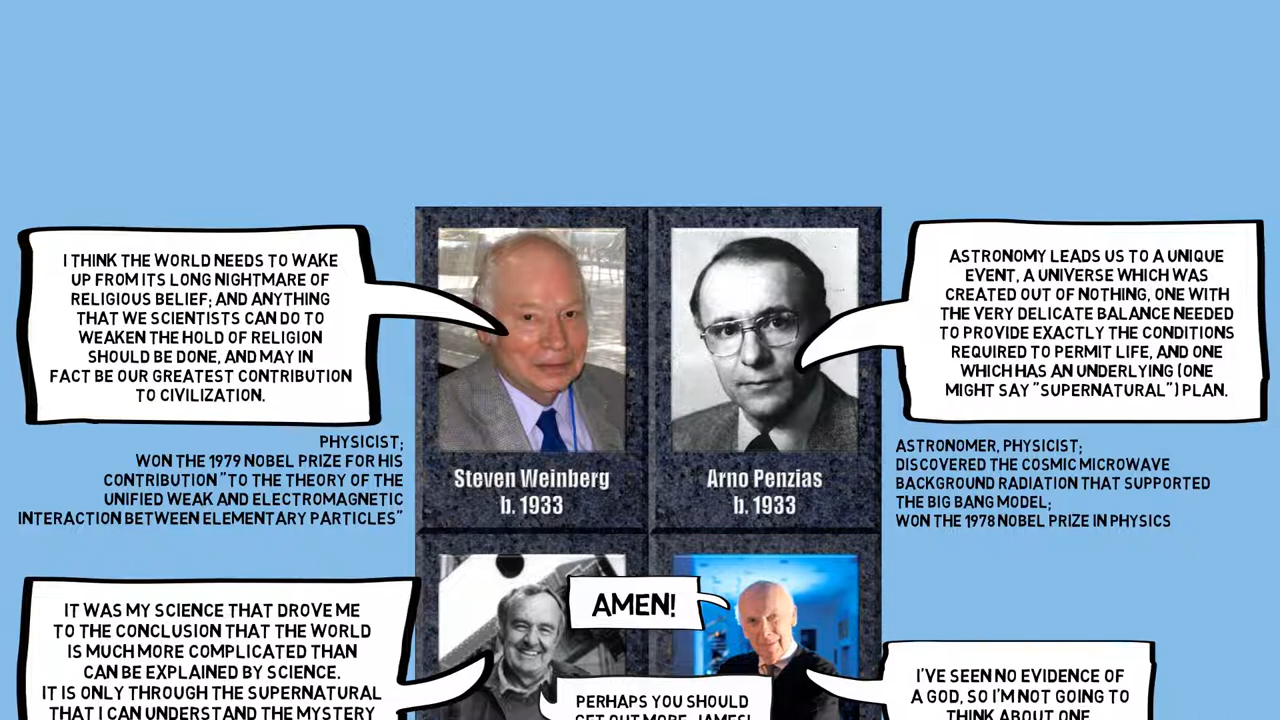 I THINK THE WORLD NEEDS TO WAKE
UP FROM ITS LONG NIGHTMARE OF
RELIGIOUS BELIEF; AND ANYTHING
THAT WE SCIENTISTS CAN DO TO
WEAKEN THE HOLD OF RELIGION
SHOULD BE DONE, AND MAY IN
FACT BE OUR GREATEST CONTRIBUTION
TO CIVILIZATION.
PHYSICIST;
WON THE 1979 NOBEL PRIZE FOR HIS
CONTRIBUTION "TO THE THEORY OF THE
UNIFIED WEAK AND ELECTROMAGNETIC
INTERACTION BETWEEN ELEMENTARY PARTICLES"
Steven Weinberg
b. 1933
Arno Penzias
b. 1933
ASTRONOMY LEADS US TO A UNIQUE
EVENT, A UNIVERSE WHICH WAS
CREATED OUT OF NOTHING, ONE WITH
THE VERY DELICATE BALANCE NEEDED
TO PROVIDE EXACTLY THE CONDITIONS
REQUIRED TO PERMIT LIFE, AND ONE
WHICH HAS AN UNDERLYING (ONE
MIGHT SAY "SUPERNATURAL") PLAN.
ASTRONOMER, PHYSICIST;
DISCOVERED THE COSMIC MICROWAVE
BACKGROUND RADIATION THAT SUPPORTED
THE BIG BANG MODEL;
WON THE 1978 NOBEL PRIZE IN PHYSICS
IT WAS MY SCIENCE THAT DROVE ME
TO THE CONCLUSION THAT THE WORLD
IS MUCH MORE COMPLICATED THAN
CAN BE EXPLAINED BY SCIENCE.
IT IS ONLY THROUGH THE SUPERNATURAL
THAT I CAN UNDERSTAND THE MYSTERY
AMEN!
PERHAPS YOU SHOULD
GET OUT MORE, JAMES!
I'VE SEEN NO EVIDENCE OF
A GOD, SO I'M NOT GOING TO
THINK ABOUT ONE